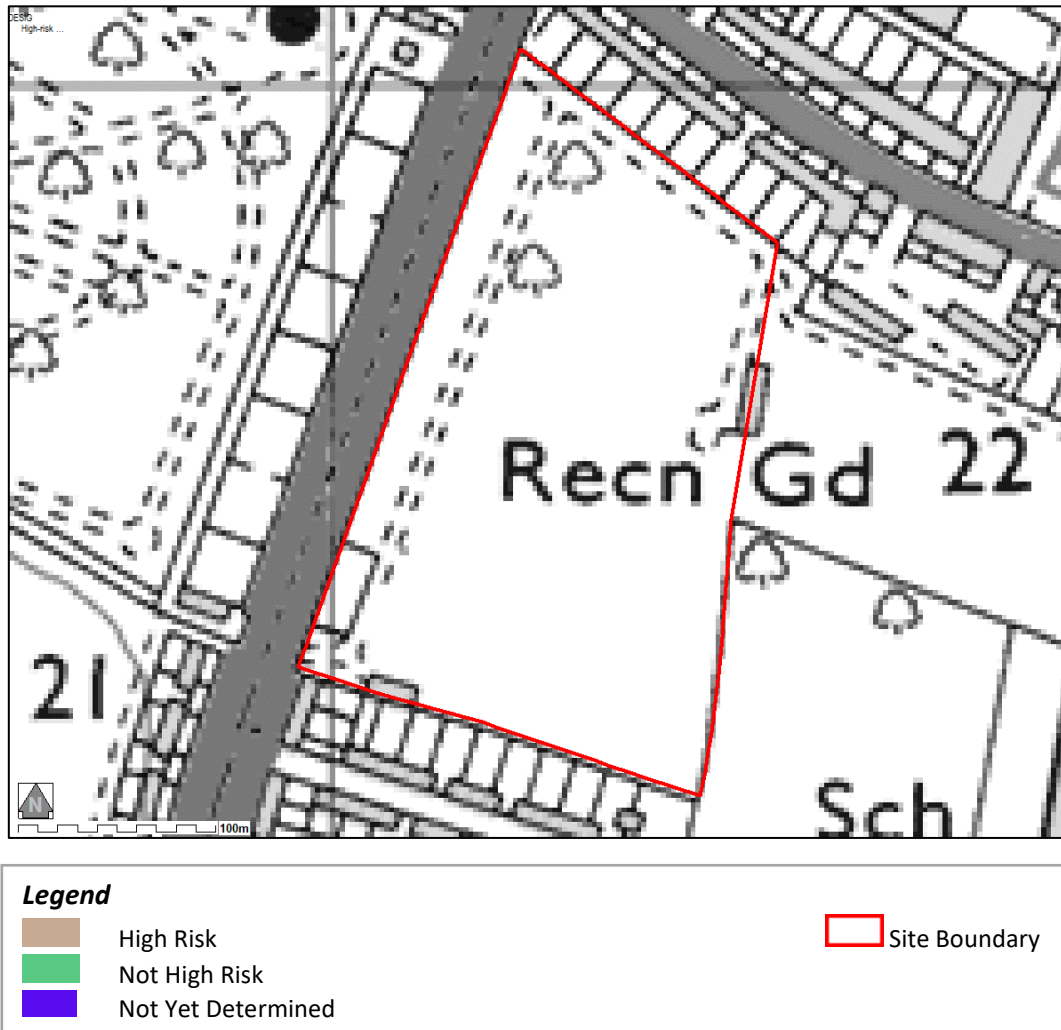 DESIG
High-risk ...
Recn Gd 22
21
N
100m
Sch
Legend
High Risk
Site Boundary
Not High Risk
Not Yet Determined